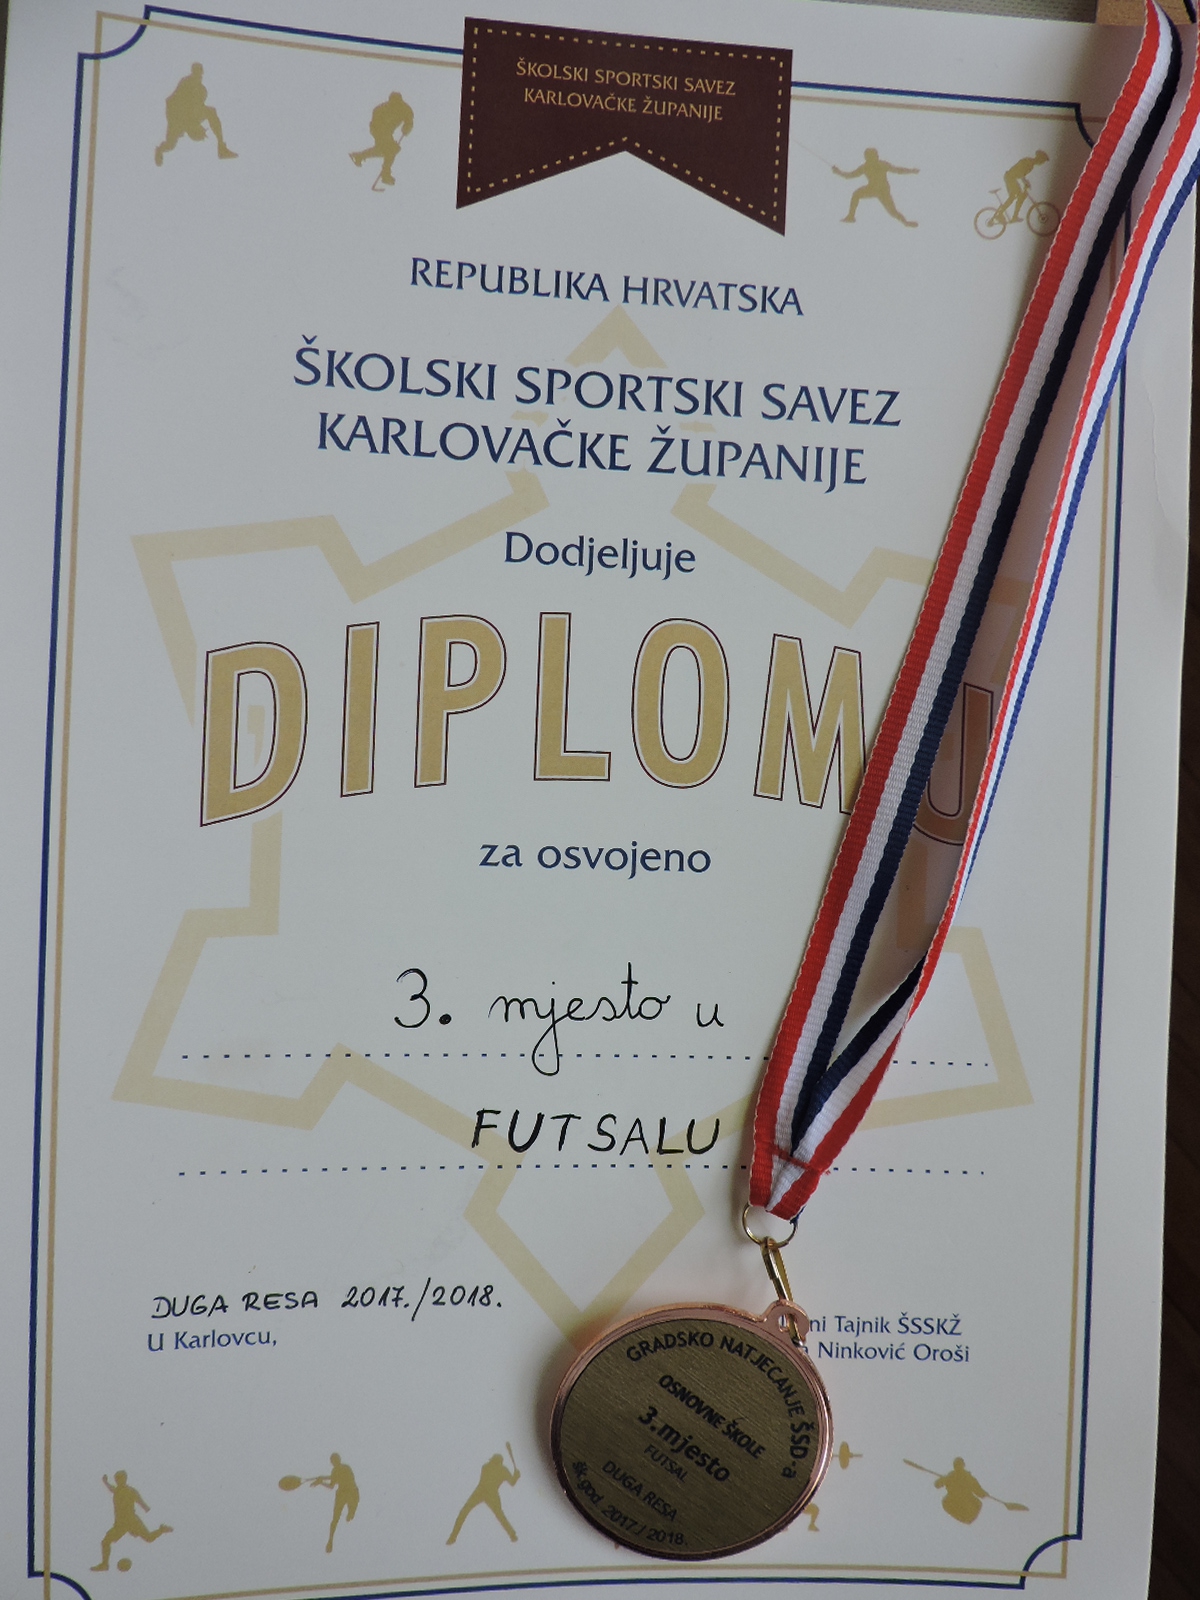 ŠKOLSKI SPORTSKI SAVEZ
KARLOVAČKE ŽUPANIJE
REPUBLIKA HRVATSKA
ŠKOLSKI SPORTSKI SAVEZ
KARLOVAČKE ŽUPANIJE
Dodjeljuje
DIPLOMU
za osvojeno
3. mjesto u
FUTSALU
DUGA RESA 2017./2018.
U Karlovcu,
Tajnik ŠSSKŽ
Ninković Oroši
GRADSKO NATJECANJE ŠSD-a
OSNOVNE ŠKOLE
3.mjesto
FUTSAL
DUGA RESA
šk.god. 2017./2018.